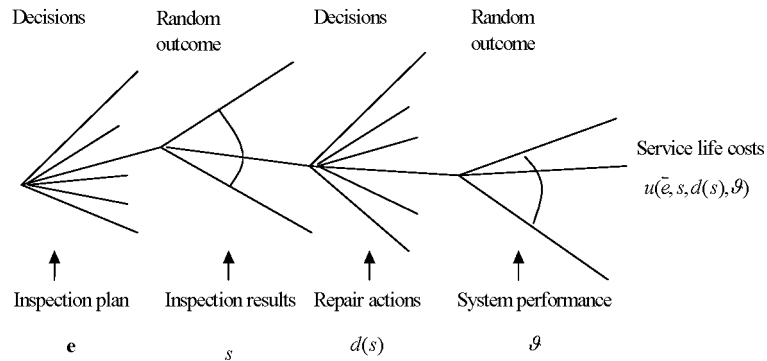 Decisions
Random
outcome
Decisions
Random
outcome
Service life costs
u(ē, s, d(s), ϑ)
Inspection plan
Inspection results
Repair actions
System performance
e
s
d(s)
ϑ